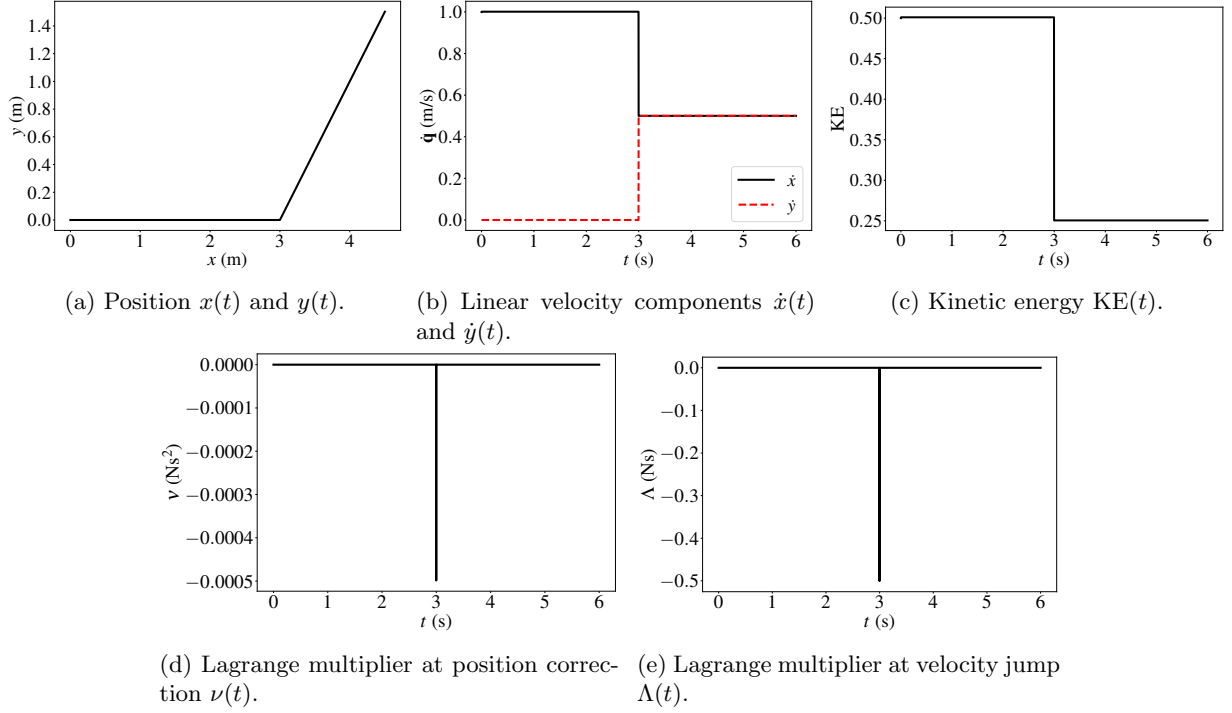 1.4
1.2
1.0
0.8
0.6
0.4
0.2
0.0
y (m)
0 1 2 3 4
x (m)
(a) Position x(t) and y(t).
1.0
0.8
0.6
0.4
0.2
0.0
q̇ (m/s)
ẋ
ẏ
0 1 2 3 4 5 6
t (s)
(b) Linear velocity components ẋ(t)
and ẏ(t).
0.50
0.45
0.40
0.35
0.30
0.25
KE
0 1 2 3 4 5 6
t (s)
(c) Kinetic energy KE(t).
0.0000
−0.0001
−0.0002
−0.0003
−0.0004
−0.0005
ν (Ns²)
0 1 2 3 4 5 6
t (s)
(d) Lagrange multiplier at position correc-
tion ν(t).
0.0
−0.1
−0.2
−0.3
−0.4
−0.5
Λ (Ns)
0 1 2 3 4 5 6
t (s)
(e) Lagrange multiplier at velocity jump
Λ(t).